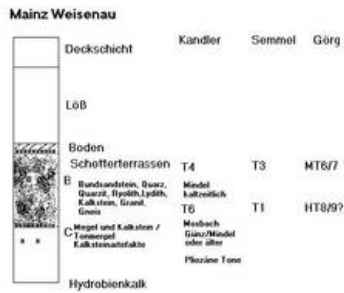 Mainz Weisenau
Kandler Semmel Görg
Deckschicht
Löß
Boden
Schotterterrassen T4 T3 MT6/7
B Bundsandstein, Quarz, Mindel
Quarzit, Ryolith, Lydith, kaltzeitlich
Kalkstein, Granit,
Gneis T6 T1 HT8/9?
C Megel und Kalkstein / Mosbach
Tonmergel Günz/Mindel
Kalksteinartefakte oder älter
Pliozäne Tone
Hydrobienkalk